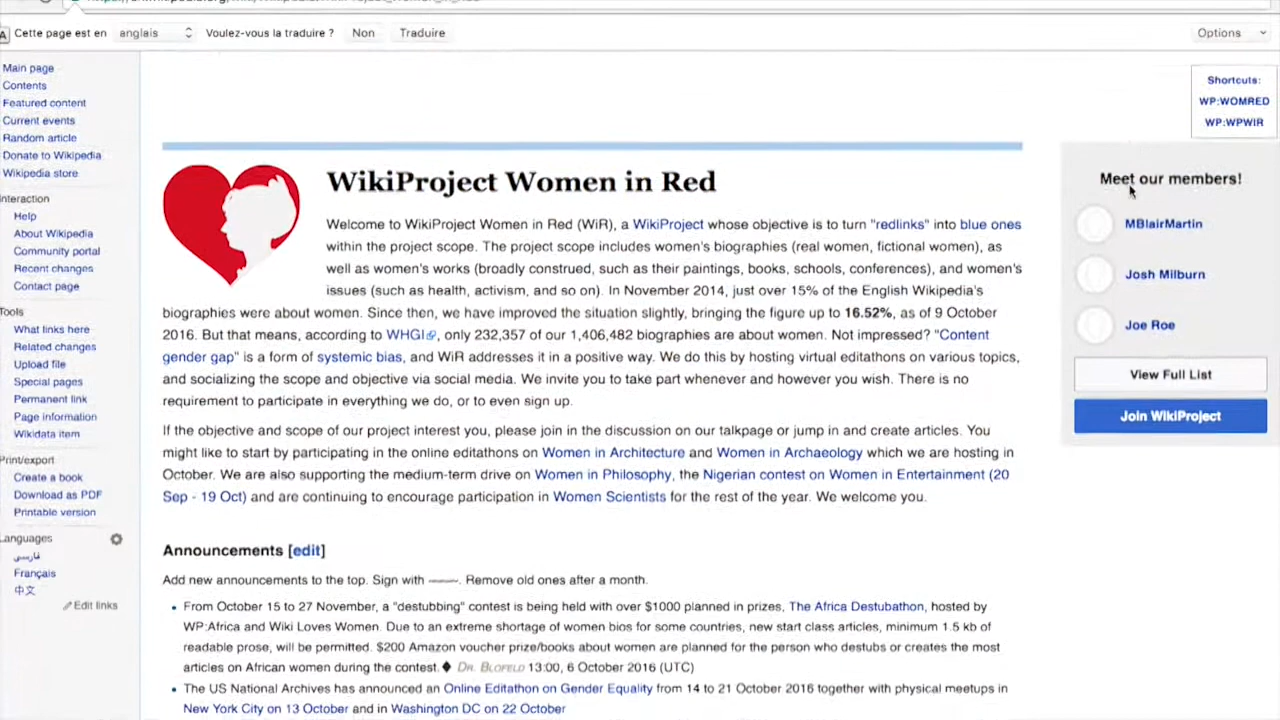 Cette page est en anglais Voulez-vous la traduire ? Non Traduire Options
Main page
Contents
Featured content
Current events
Random article
Donate to Wikipedia
Wikipedia store
Interaction
Help
About Wikipedia
Community portal
Recent changes
Contact page
Tools
What links here
Related changes
Upload file
Special pages
Permanent link
Page information
Wikidata item
Print/export
Create a book
Download as PDF
Printable version
Languages
فارسی
Français
中文
Edit links
WikiProject Women in Red
Welcome to WikiProject Women in Red (WiR), a WikiProject whose objective is to turn "redlinks" into blue ones
within the project scope. The project scope includes women's biographies (real women, fictional women), as
well as women's works (broadly construed, such as their paintings, books, schools, conferences), and women's
issues (such as health, activism, and so on). In November 2014, just over 15% of the English Wikipedia's
biographies were about women. Since then, we have improved the situation slightly, bringing the figure up to 16.52%, as of 9 October
2016. But that means, according to WHGI, only 232,357 of our 1,406,482 biographies are about women. Not impressed? "Content
gender gap" is a form of systemic bias, and WiR addresses it in a positive way. We do this by hosting virtual editathons on various topics,
and socializing the scope and objective via social media. We invite you to take part whenever and however you wish. There is no
requirement to participate in everything we do, or to even sign up.
If the objective and scope of our project interest you, please join in the discussion on our talkpage or jump in and create articles. You
might like to start by participating in the online editathons on Women in Architecture and Women in Archaeology which we are hosting in
October. We are also supporting the medium-term drive on Women in Philosophy, the Nigerian contest on Women in Entertainment (20
Sep - 19 Oct) and are continuing to encourage participation in Women Scientists for the rest of the year. We welcome you.
Announcements [edit]
Add new announcements to the top. Sign with ~~~~. Remove old ones after a month.
• From October 15 to 27 November, a "destubbing" contest is being held with over $1000 planned in prizes, The Africa Destubathon, hosted by
WP:Africa and Wiki Loves Women. Due to an extreme shortage of women bios for some countries, new start class articles, minimum 1.5 kb of
readable prose, will be permitted. $200 Amazon voucher prize/books about women are planned for the person who destubs or creates the most
articles on African women during the contest. ♦ Dr. Blofeld 13:00, 6 October 2016 (UTC)
• The US National Archives has announced an Online Editathon on Gender Equality from 14 to 21 October 2016 together with physical meetups in
New York City on 13 October and in Washington DC on 22 October
Shortcuts:
WP:WOMRED
WP:WPWIR
Meet our members!
MBlairMartin
Josh Milburn
Joe Roe
View Full List
Join WikiProject